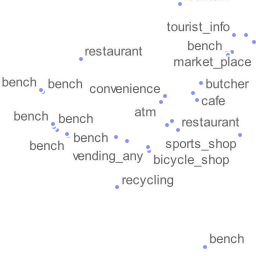 tourist_info
bench
market_place
restaurant
bench
bench
convenience
butcher
cafe
atm
bench
bench
restaurant
bench
bench
sports_shop
vending_any
bicycle_shop
recycling
bench